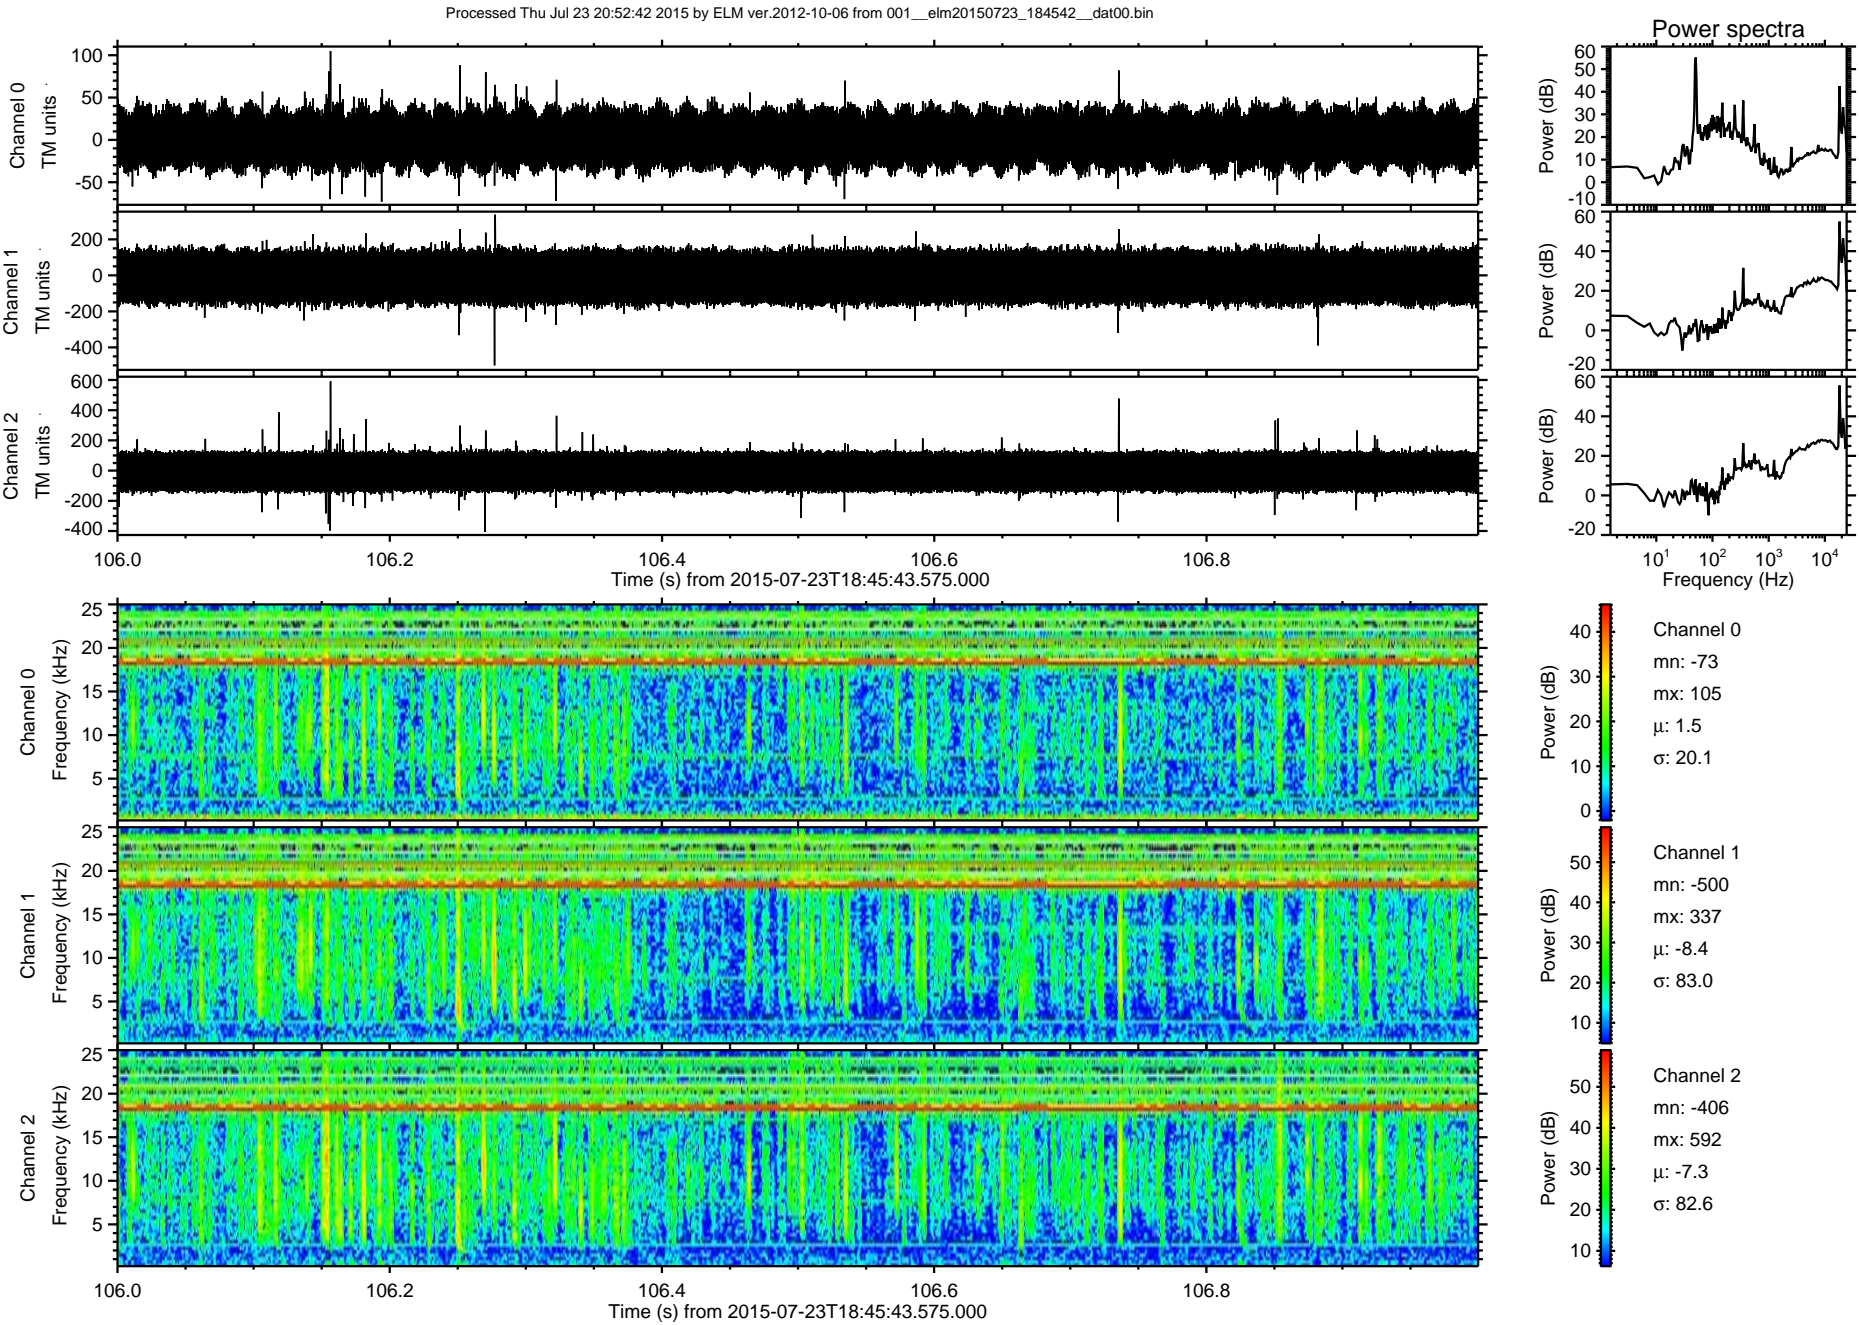 Processed Thu Jul 23 20:52:42 2015 by ELM ver.2012-10-06 from 001__elm20150723_184542__dat00.bin
Power spectra
Channel 0
TM units
100
50
0
-50
Power (dB)
60
50
40
30
20
10
0
-10
Channel 1
TM units
200
0
-200
-400
Power (dB)
60
40
20
0
-20
Channel 2
TM units
600
400
200
0
-200
-400
Power (dB)
60
40
20
0
-20
106.0 106.2 106.4 106.6 106.8
Time (s) from 2015-07-23T18:45:43.575.000
10^1 10^2 10^3 10^4
Frequency (Hz)
Channel 0
Frequency (kHz)
25
20
15
10
5
Power (dB)
40
30
20
10
0
Channel 0
mn: -73
mx: 105
μ: 1.5
σ: 20.1
Channel 1
Frequency (kHz)
25
20
15
10
5
Power (dB)
50
40
30
20
10
Channel 1
mn: -500
mx: 337
μ: -8.4
σ: 83.0
Channel 2
Frequency (kHz)
25
20
15
10
5
Power (dB)
50
40
30
20
10
Channel 2
mn: -406
mx: 592
μ: -7.3
σ: 82.6
106.0 106.2 106.4 106.6 106.8
Time (s) from 2015-07-23T18:45:43.575.000